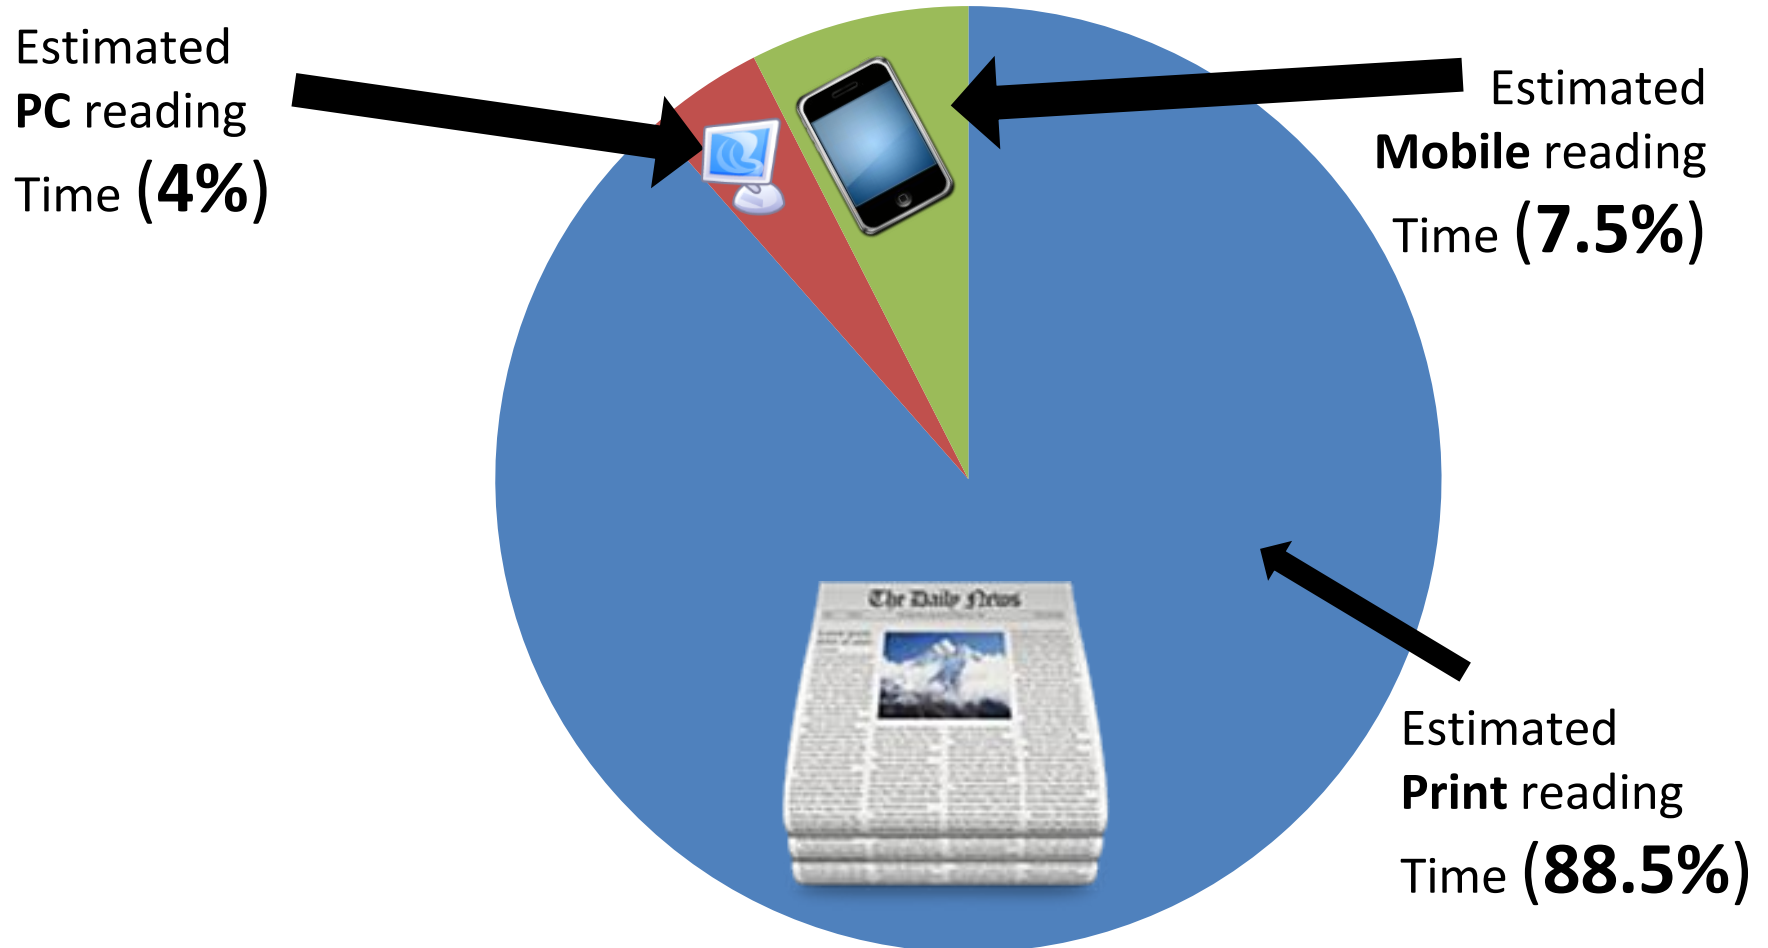 Estimated
PC reading
Time (4%)
Estimated
Mobile reading
Time (7.5%)
The Daily News
Estimated
Print reading
Time (88.5%)